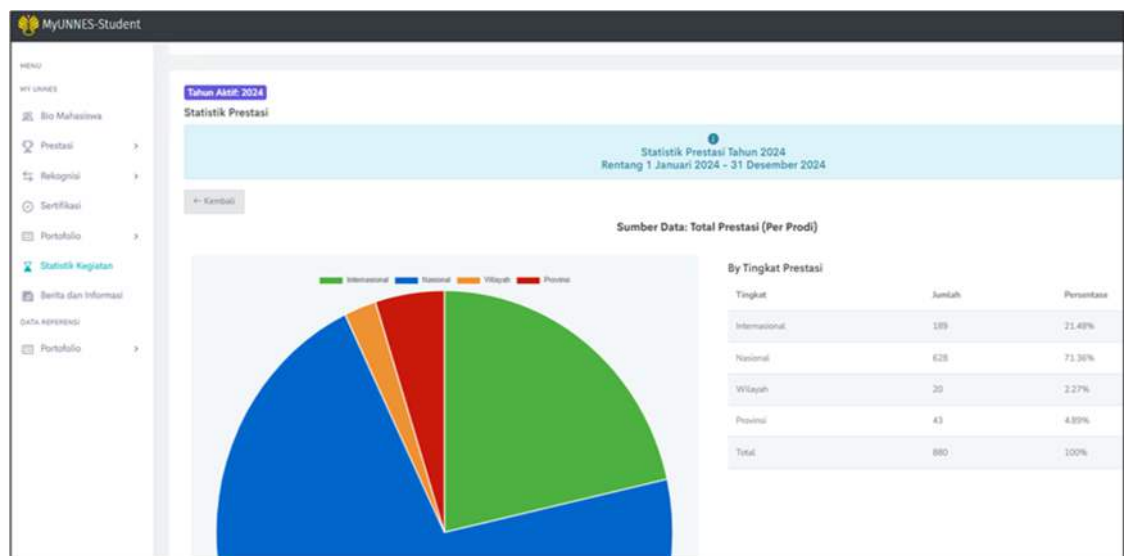 MyUNNES-Student
MENU
MY UNNES
Bio Mahasiswa
Prestasi
Rekognisi
Sertifikasi
Portofolio
Statistik Kegiatan
Berita dan Informasi
DATA REFERENSI
Portofolio
Tahun Aktif: 2024
Statistik Prestasi
Statistik Prestasi Tahun 2024
Rentang 1 Januari 2024 - 31 Desember 2024
← Kembali
Sumber Data: Total Prestasi (Per Prodi)
Internasional Nasional Wilayah Provinsi
By Tingkat Prestasi
Tingkat Jumlah Persentase
Internasional 189 21.48%
Nasional 628 71.36%
Wilayah 20 2.27%
Provinsi 43 4.89%
Total 880 100%